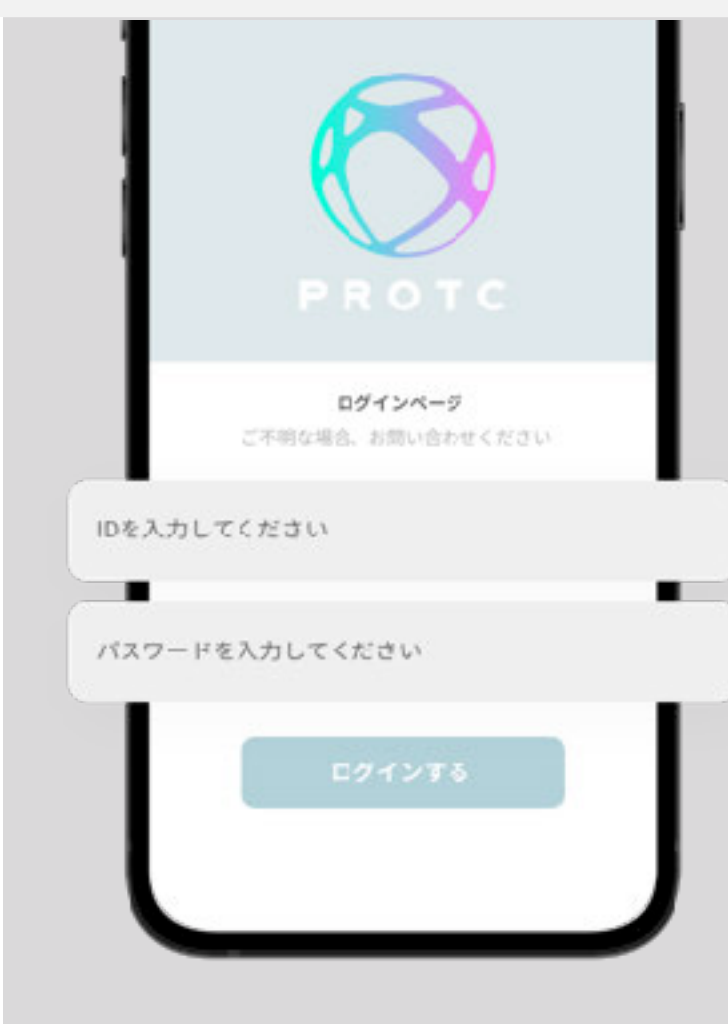 PROTC
ログインページ
ご不明な場合、お問い合わせください
IDを入力してください
パスワードを入力してください
ログインする